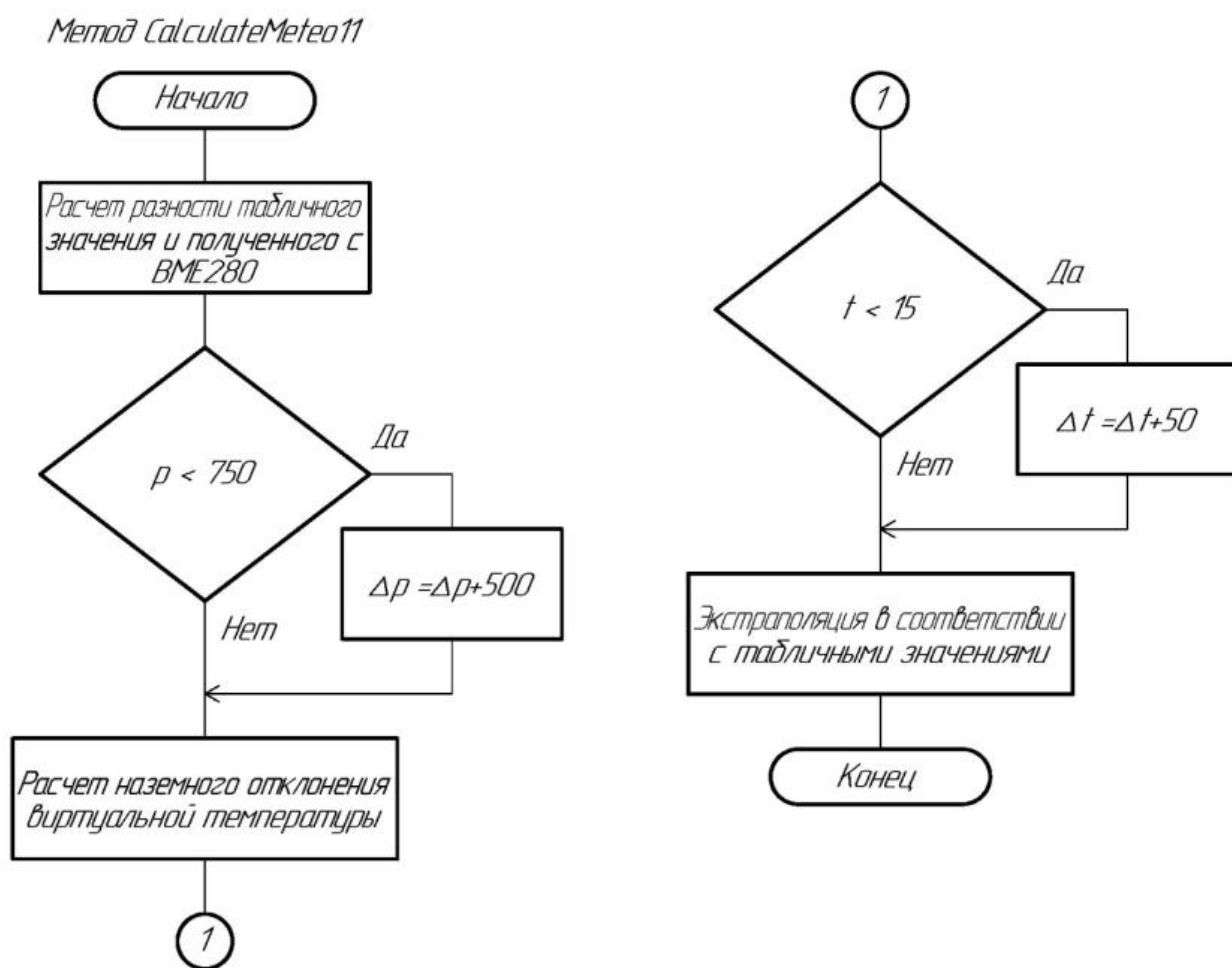 Метод CalculateMeteo11
Начало
Расчет разности табличного
значения и полученного с
BME280
p < 750
Да
Δp =Δp+500
Нет
Расчет наземного отклонения
виртуальной температуры
1
1
t < 15
Да
Δt =Δt+50
Нет
Экстраполяция в соответствии
с табличными значениями
Конец